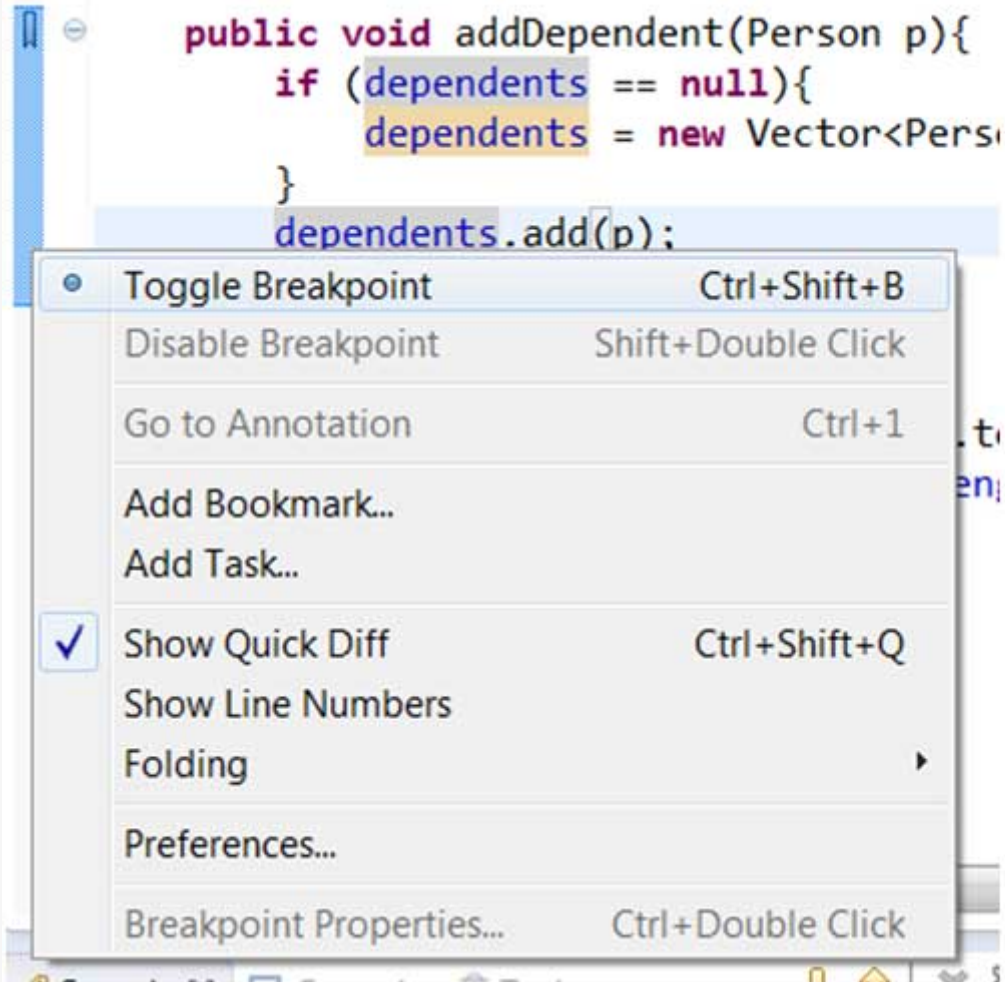 public void addDependent(Person p){
if (dependents == null){
dependents = new Vector<Pers
}
dependents.add(p);
Toggle Breakpoint Ctrl+Shift+B
Disable Breakpoint Shift+Double Click
Go to Annotation Ctrl+1
.t
en
Add Bookmark...
Add Task...
Show Quick Diff Ctrl+Shift+Q
Show Line Numbers
Folding
Preferences...
Breakpoint Properties... Ctrl+Double Click